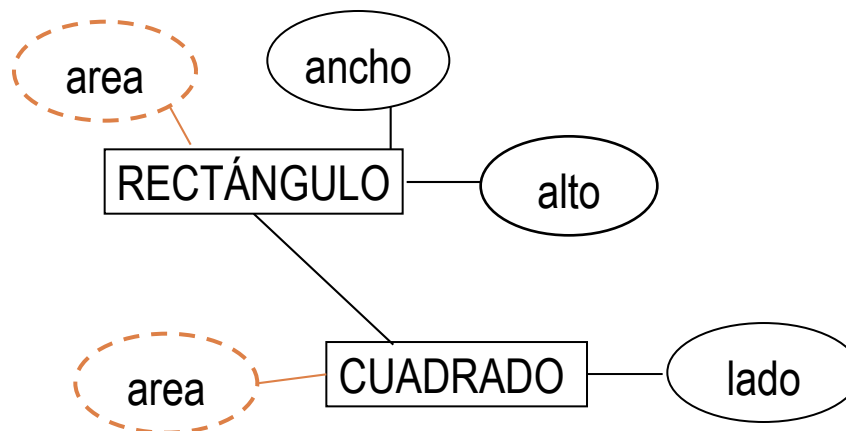 area
ancho
RECTÁNGULO
alto
area
CUADRADO
lado